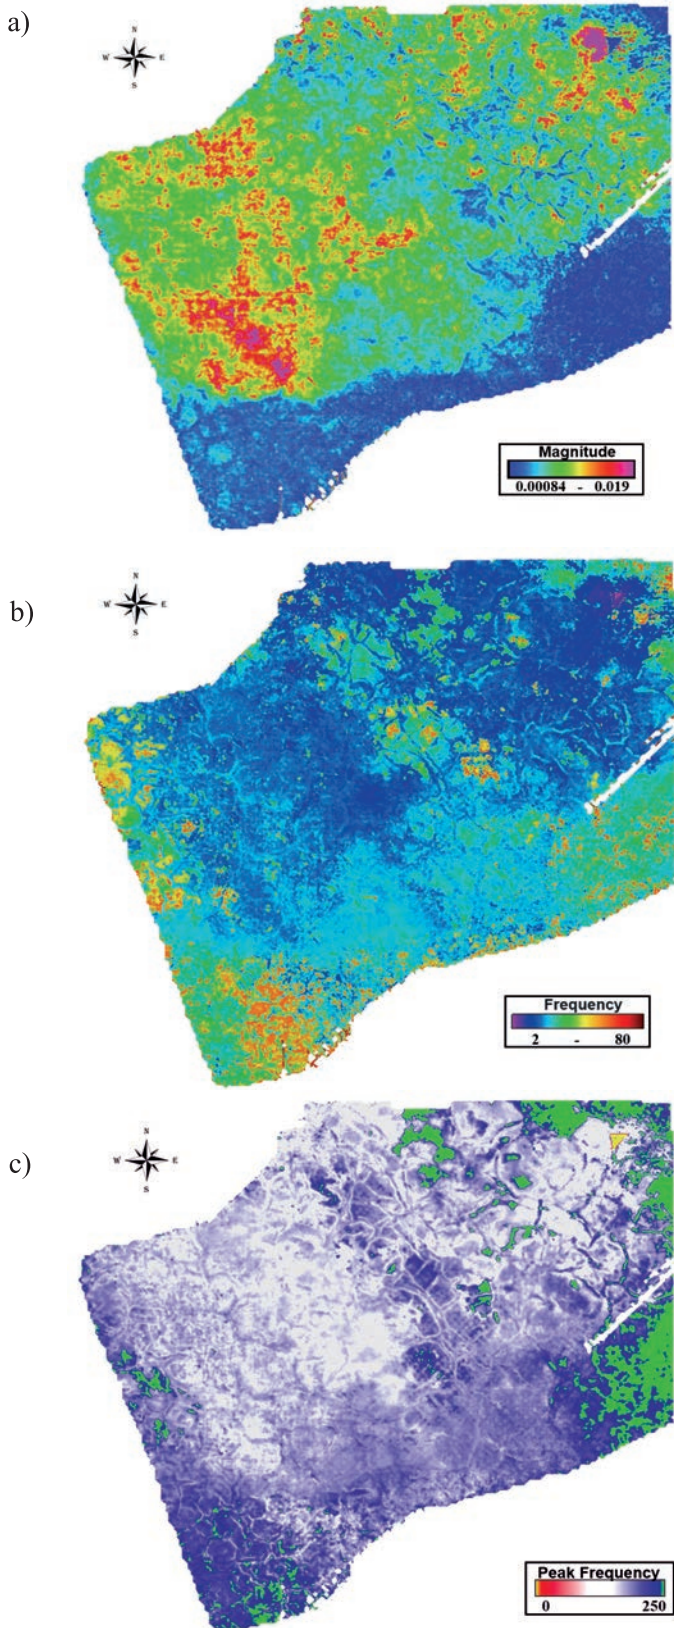 a)
N
W E
S
Magnitude
0.00084 - 0.019
b)
N
W E
S
Frequency
2 - 80
c)
N
W E
S
Peak Frequency
0 250